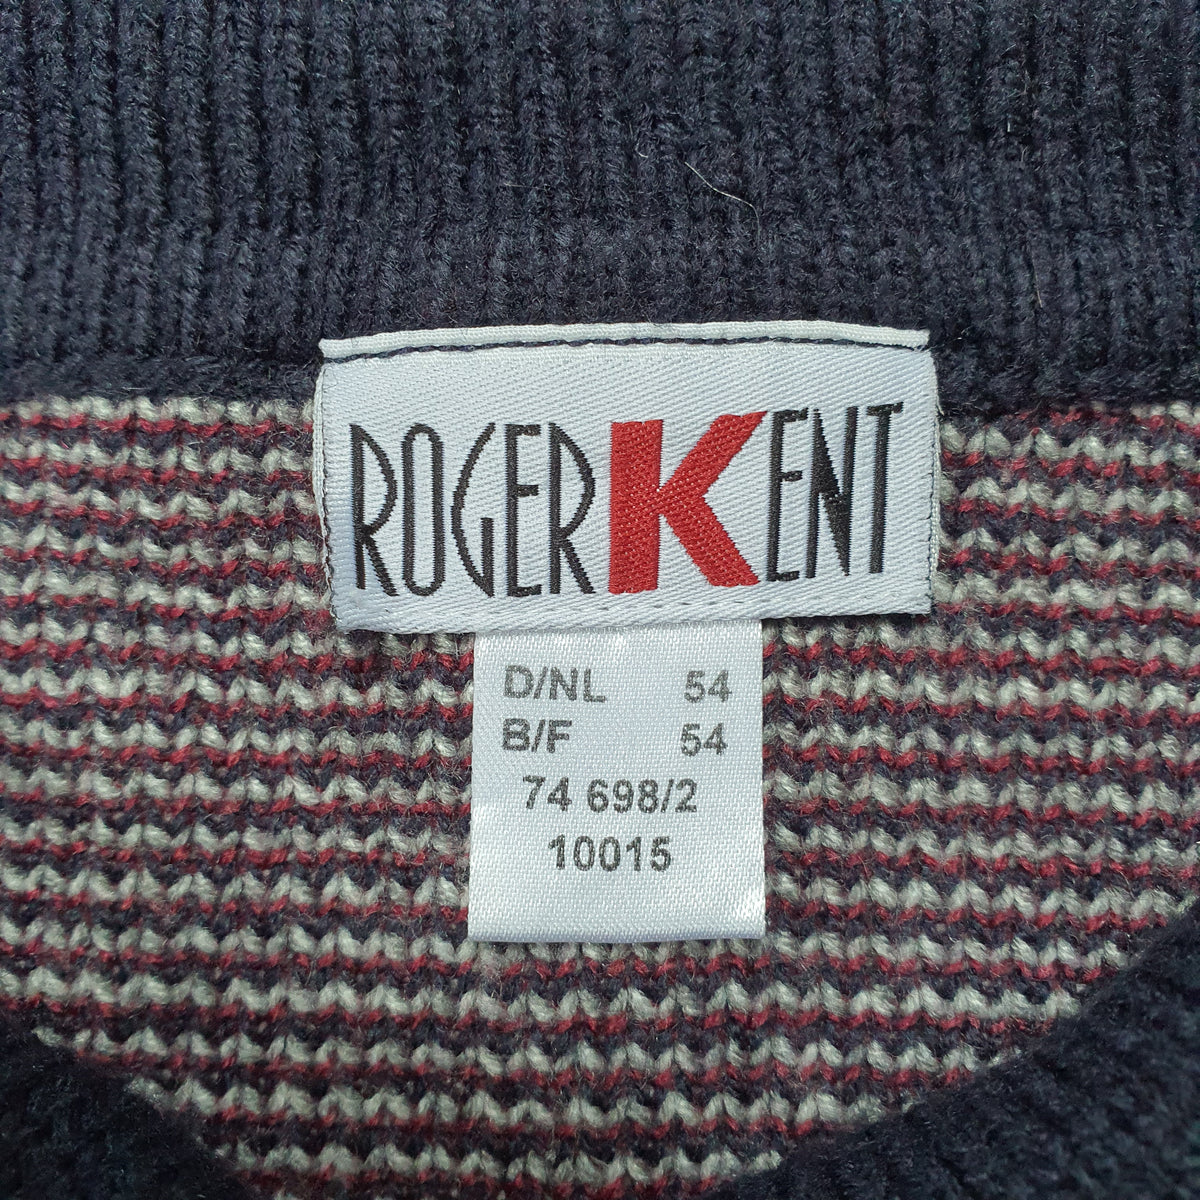 ROGERKENT
D/NL 54
B/F 54
74 698/2
10015